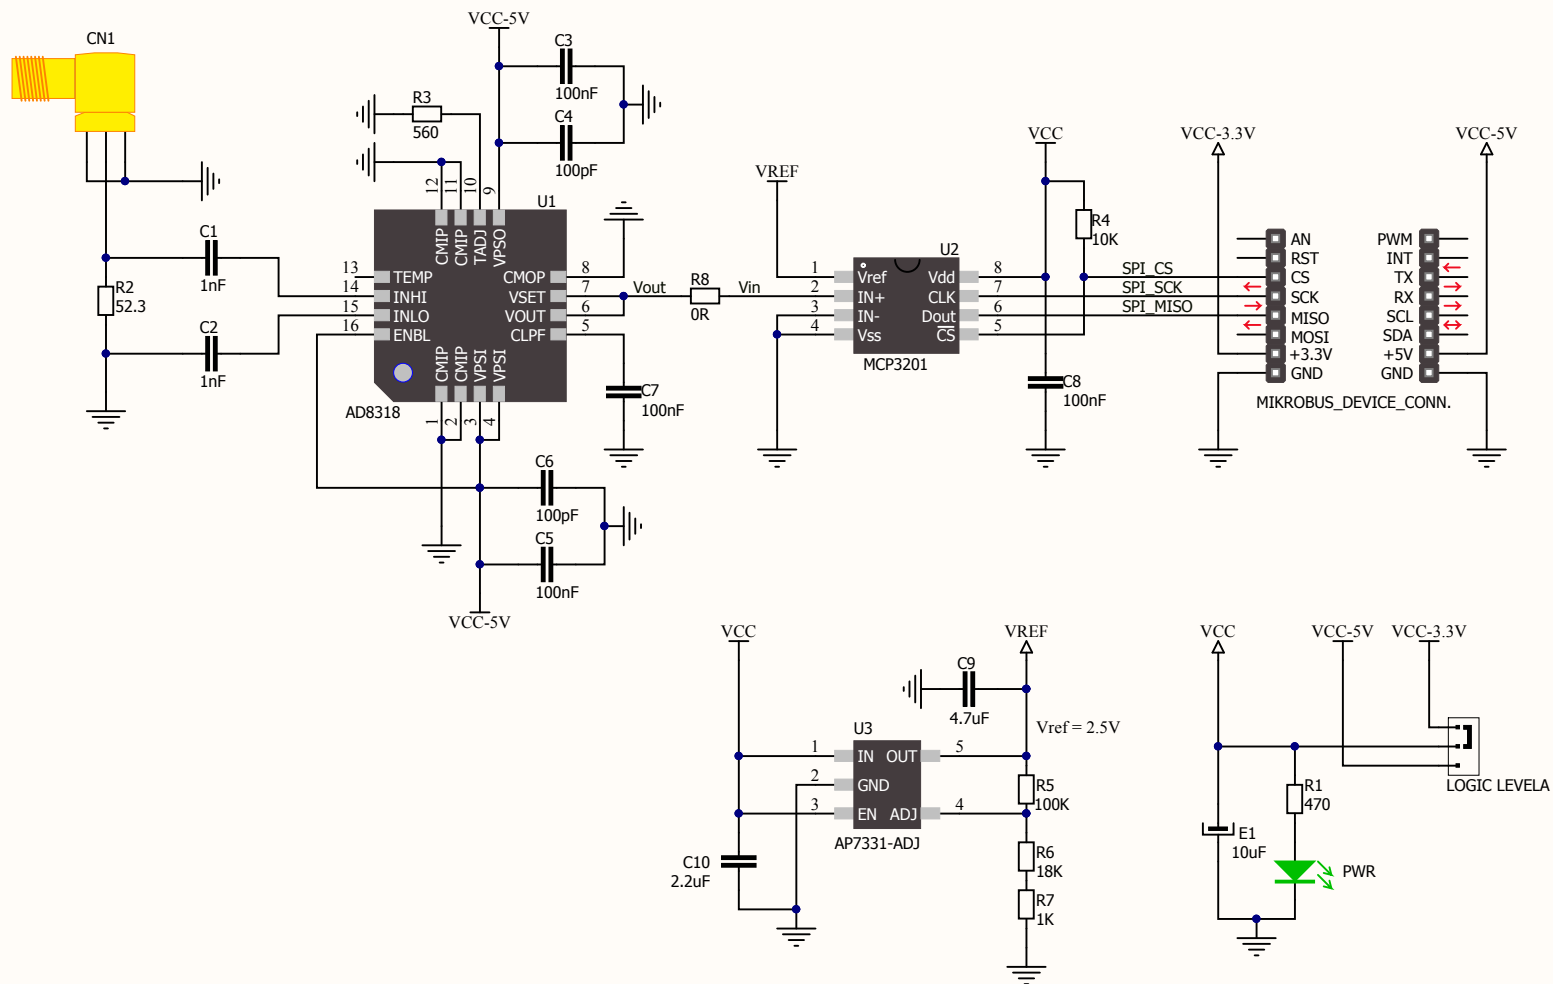 CN1
R2
52.3
C1
1nF
C2
1nF
VCC-5V
C3
100nF
C4
100pF
R3
560
U1
12
11
10
9
CMIP
CMIP
TADJ
VPSO
13
14
15
16
TEMP
INHI
INLO
ENBL
CMOP
VSET
VOUT
CLPF
8
7
6
5
CMIP
CMIP
VPSI
VPSI
1
2
3
4
AD8318
C7
100nF
C6
100pF
C5
100nF
VCC-5V
Vout
R8
0R
Vin
VREF
U2
1
2
3
4
Vref
IN+
IN-
Vss
Vdd
CLK
Dout
CS
8
7
6
5
MCP3201
VCC
R4
10K
C8
100nF
SPI_CS
SPI_SCK
SPI_MISO
VCC-3.3V
VCC-5V
AN
RST
CS
SCK
MISO
MOSI
+3.3V
GND
PWM
INT
TX
RX
SCL
SDA
+5V
GND
MIKROBUS_DEVICE_CONN.
VCC
C10
2.2uF
U3
1
2
3
IN
GND
EN
OUT
ADJ
5
4
AP7331-ADJ
C9
4.7uF
VREF
Vref = 2.5V
R5
100K
R6
18K
R7
1K
VCC
VCC-5V
VCC-3.3V
LOGIC LEVELA
R1
470
E1
10uF
PWR